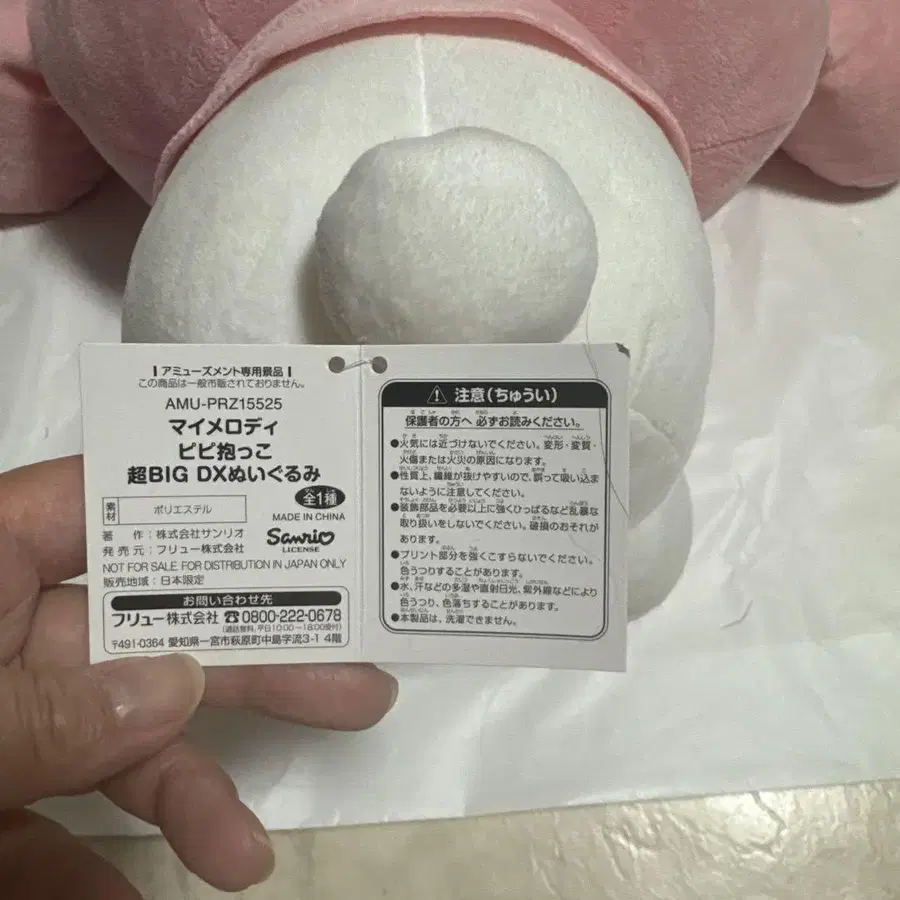 アミューズメント専用景品
この商品は一般市販されておりません。
AMU-PRZ15525
マイメロディ
ピピ抱っこ
超BIG DXぬいぐるみ
全1種
素材 ポリエステル
MADE IN CHINA
著作:株式会社サンリオ
発売元:フリュー株式会社
Sanrio
LICENSE
NOT FOR SALE FOR DISTRIBUTION IN JAPAN ONLY
販売地域:日本限定
お問い合わせ先
フリュー株式会社 ☎0800-222-0678
(通話無料、平日10:00~18:00受付)
〒491-0364 愛知県一宮市萩原町中島字流3-1 4階
注意(ちゅうい)
保護者の方へ 必ずお読みください。
●火気には近づけないでください。変形・変質・
火傷または火災の原因になります。
●性質上、繊維が抜けやすいので、誤って吸い込ま
ないように注意してください。
●装飾部品を必要以上に強くひっぱるなど乱暴な
取り扱いをしないでください。破損のおそれが
あります。
●プリント部分を強くこすらないでください。
色うつりすることがあります。
●水、汗などの多湿や直射日光、紫外線などにより
色うつり、色落ちすることがあります。
●本製品は、洗濯できません。